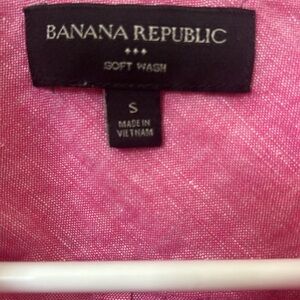 BANANA REPUBLIC
SOFT WASH
S
MADE IN
VIETNAM